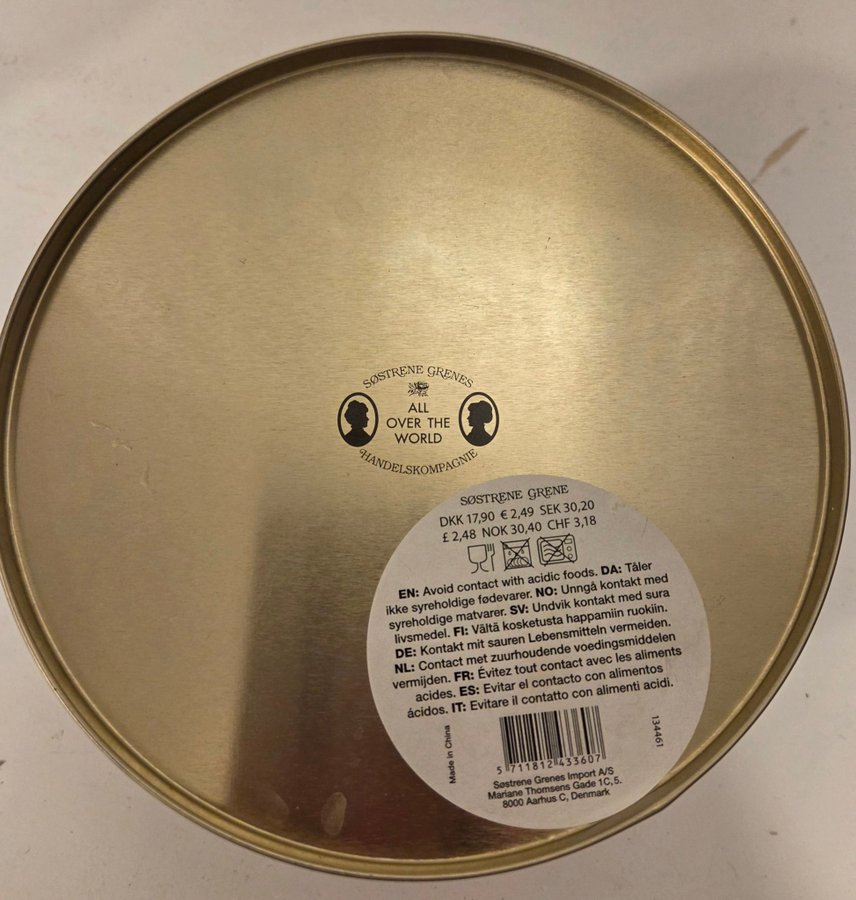 SØSTRENE GRENES
ALL
OVER THE
WORLD
HANDELSKOMPAGNIE
SØSTRENE GRENE
DKK 17,90 € 2,49 SEK 30,20
£ 2,48 NOK 30,40 CHF 3,18
EN: Avoid contact with acidic foods. DA: Tåler
ikke syreholdige fødevarer. NO: Unngå kontakt med
syreholdige matvarer. SV: Undvik kontakt med sura
livsmedel. FI: Vältä kosketusta happamiin ruokiin.
DE: Kontakt mit sauren Lebensmitteln vermeiden.
NL: Contact met zuurhoudende voedingsmiddelen
vermijden. FR: Évitez tout contact avec les aliments
acides. ES: Evitar el contacto con alimentos
ácidos. IT: Evitare il contatto con alimenti acidi.
Made in China
134461
5 711812 433607
Søstrene Grenes Import A/S
Mariane Thomsens Gade 1C, 5.
8000 Aarhus C, Denmark